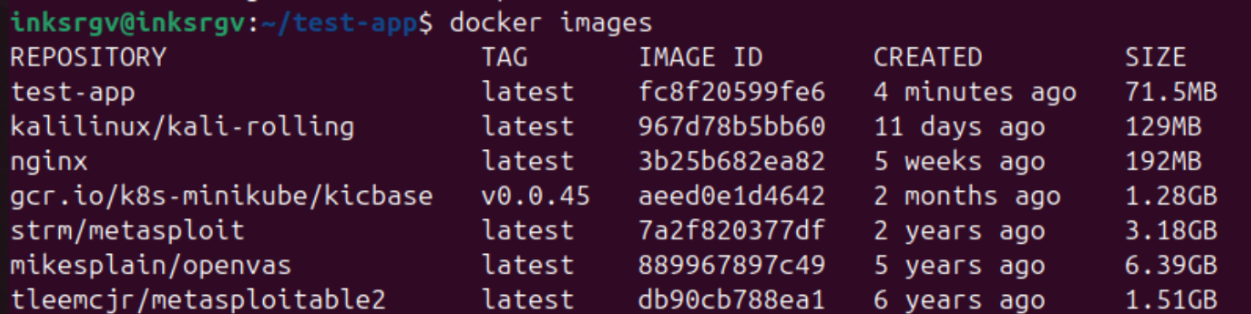 inksrgv@inksrgv:~/test-app$ docker images
REPOSITORY TAG IMAGE ID CREATED SIZE
test-app latest fc8f20599fe6 4 minutes ago 71.5MB
kalilinux/kali-rolling latest 967d78b5bb60 11 days ago 129MB
nginx latest 3b25b682ea82 5 weeks ago 192MB
gcr.io/k8s-minikube/kicbase v0.0.45 aeed0e1d4642 2 months ago 1.28GB
strm/metasploit latest 7a2f820377df 2 years ago 3.18GB
mikesplain/openvas latest 889967897c49 5 years ago 6.39GB
tleemcjr/metasploitable2 latest db90cb788ea1 6 years ago 1.51GB